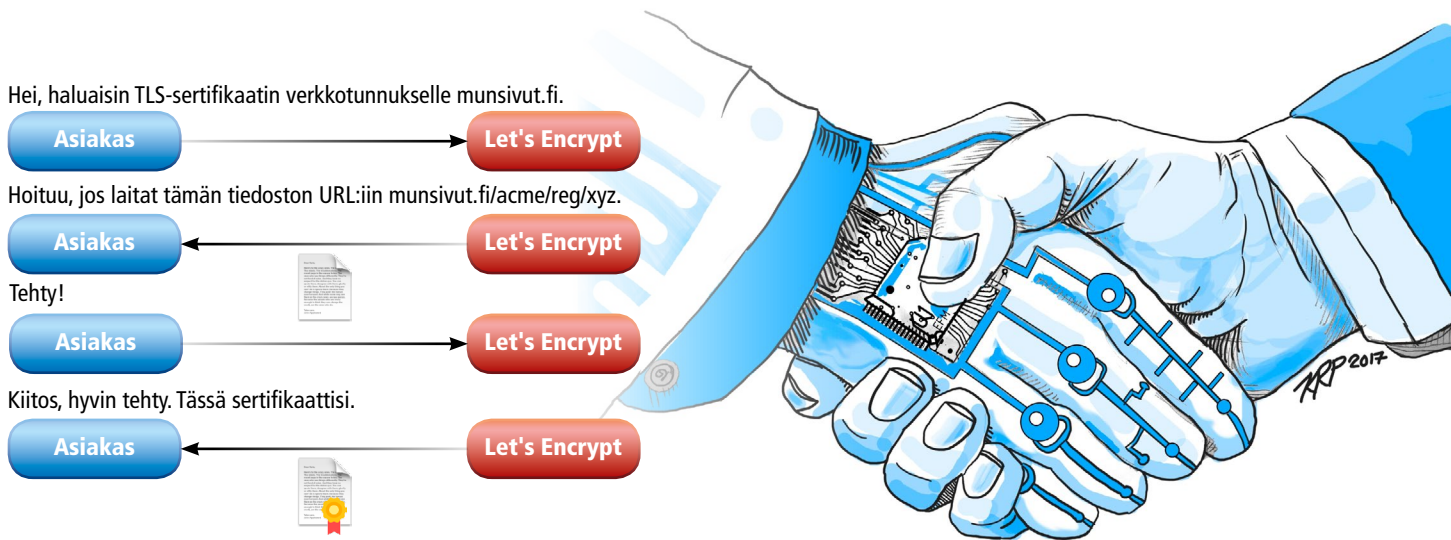 Hei, haluaisin TLS-sertifikaatin verkkotunnukselle munsivut.fi.
Asiakas
Let's Encrypt
Hoituu, jos laitat tämän tiedoston URL:iin munsivut.fi/acme/reg/xyz.
Asiakas
Let's Encrypt
Tehty!
Asiakas
Let's Encrypt
Kiitos, hyvin tehty. Tässä sertifikaattisi.
Asiakas
Let's Encrypt
KRP 2017